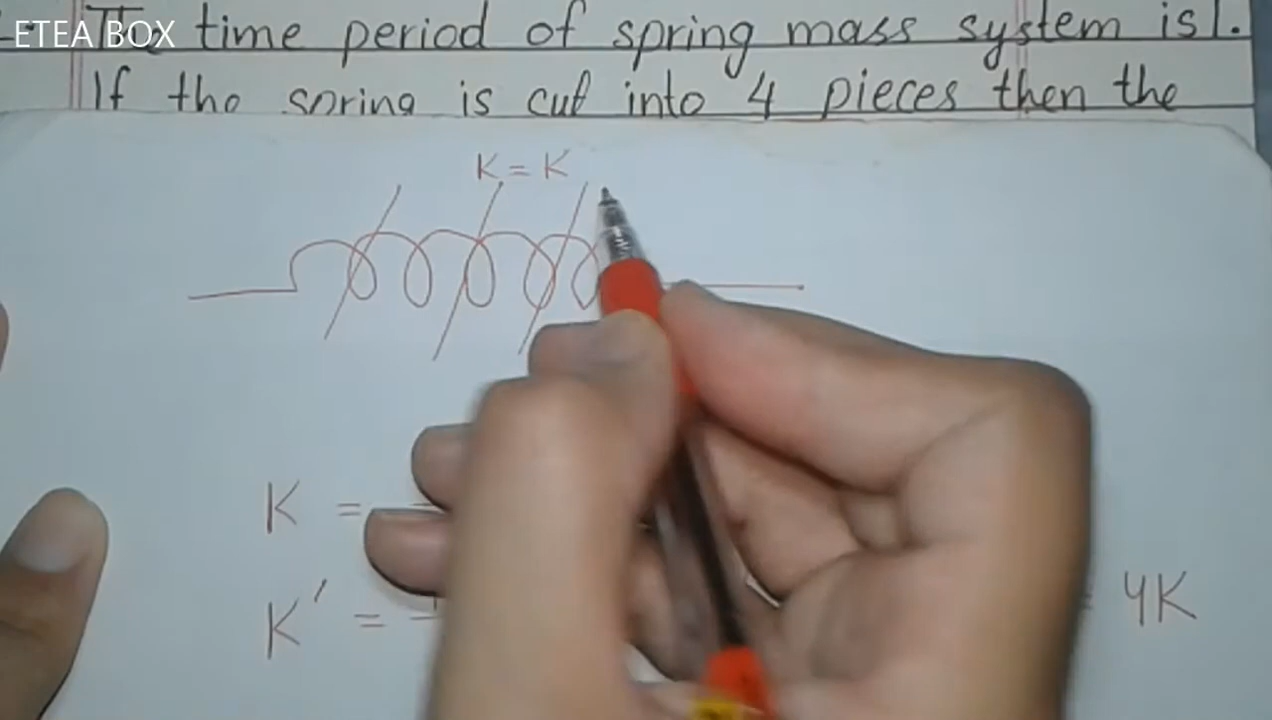 ETEA BOX
The time period of spring mass system is 1.
If the spring is cut into 4 pieces then the
K = K
K =
K' = 4K